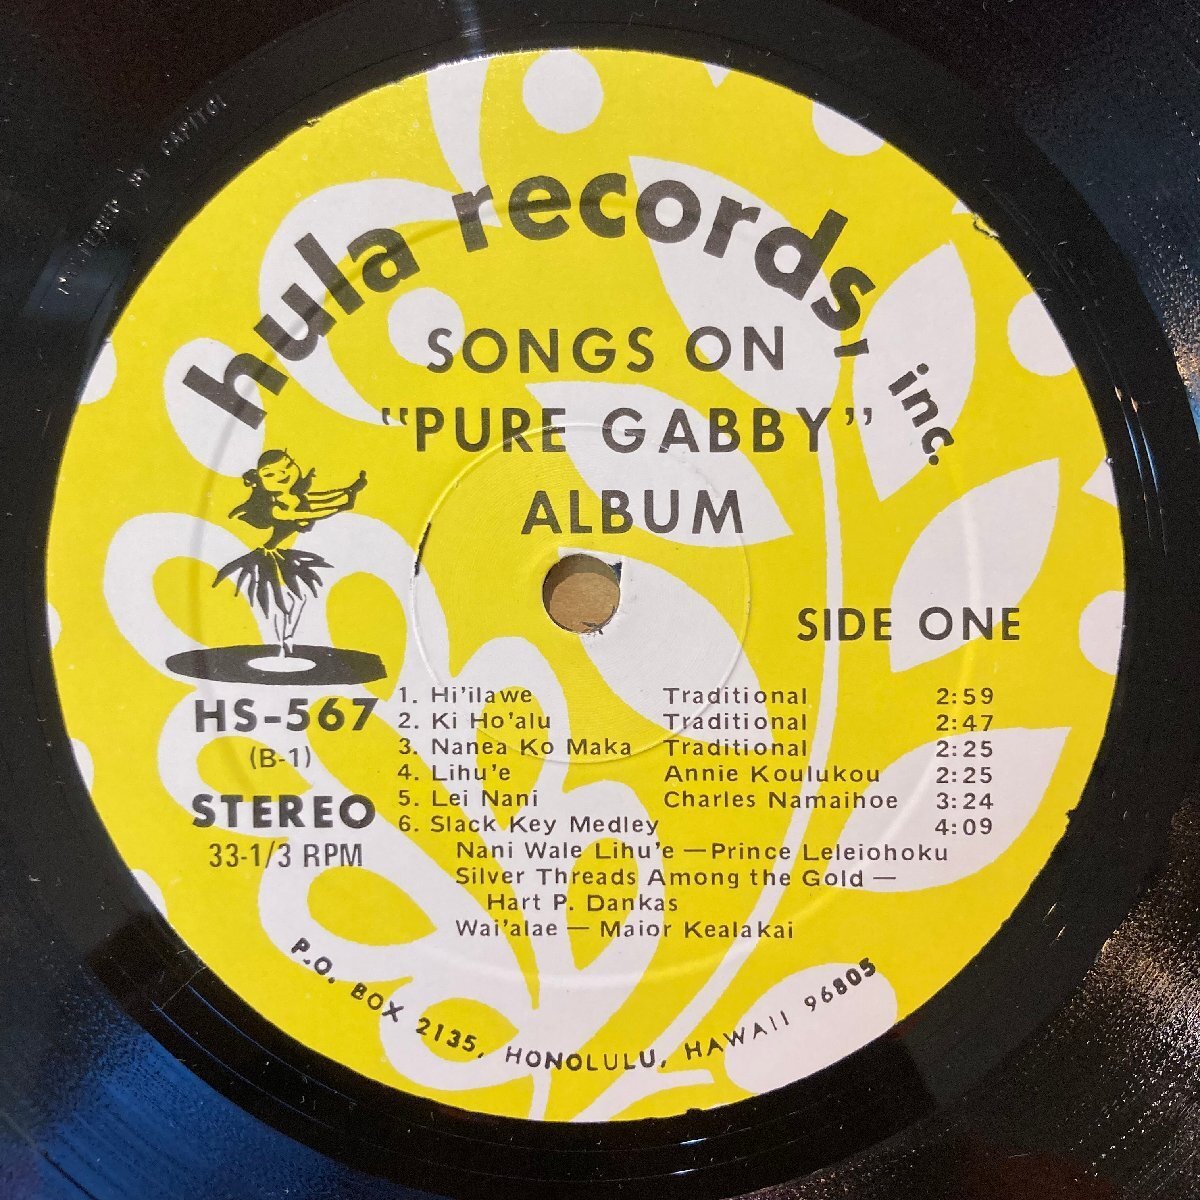 MASTERED BY CAPITOL
hula records, inc.
SONGS ON
"PURE GABBY"
ALBUM
SIDE ONE
HS-567
(B-1)
STEREO
33-1/3 RPM
1. Hi'ilawe Traditional 2:59
2. Ki Ho'alu Traditional 2:47
3. Nanea Ko Maka Traditional 2:25
4. Lihu'e Annie Koulukou 2:25
5. Lei Nani Charles Namaihoe 3:24
6. Slack Key Medley 4:09
Nani Wale Lihu'e — Prince Leleiohoku
Silver Threads Among the Gold —
Hart P. Dankas
Wai'alae — Maior Kealakai
P.O. BOX 2135, HONOLULU, HAWAII 96805